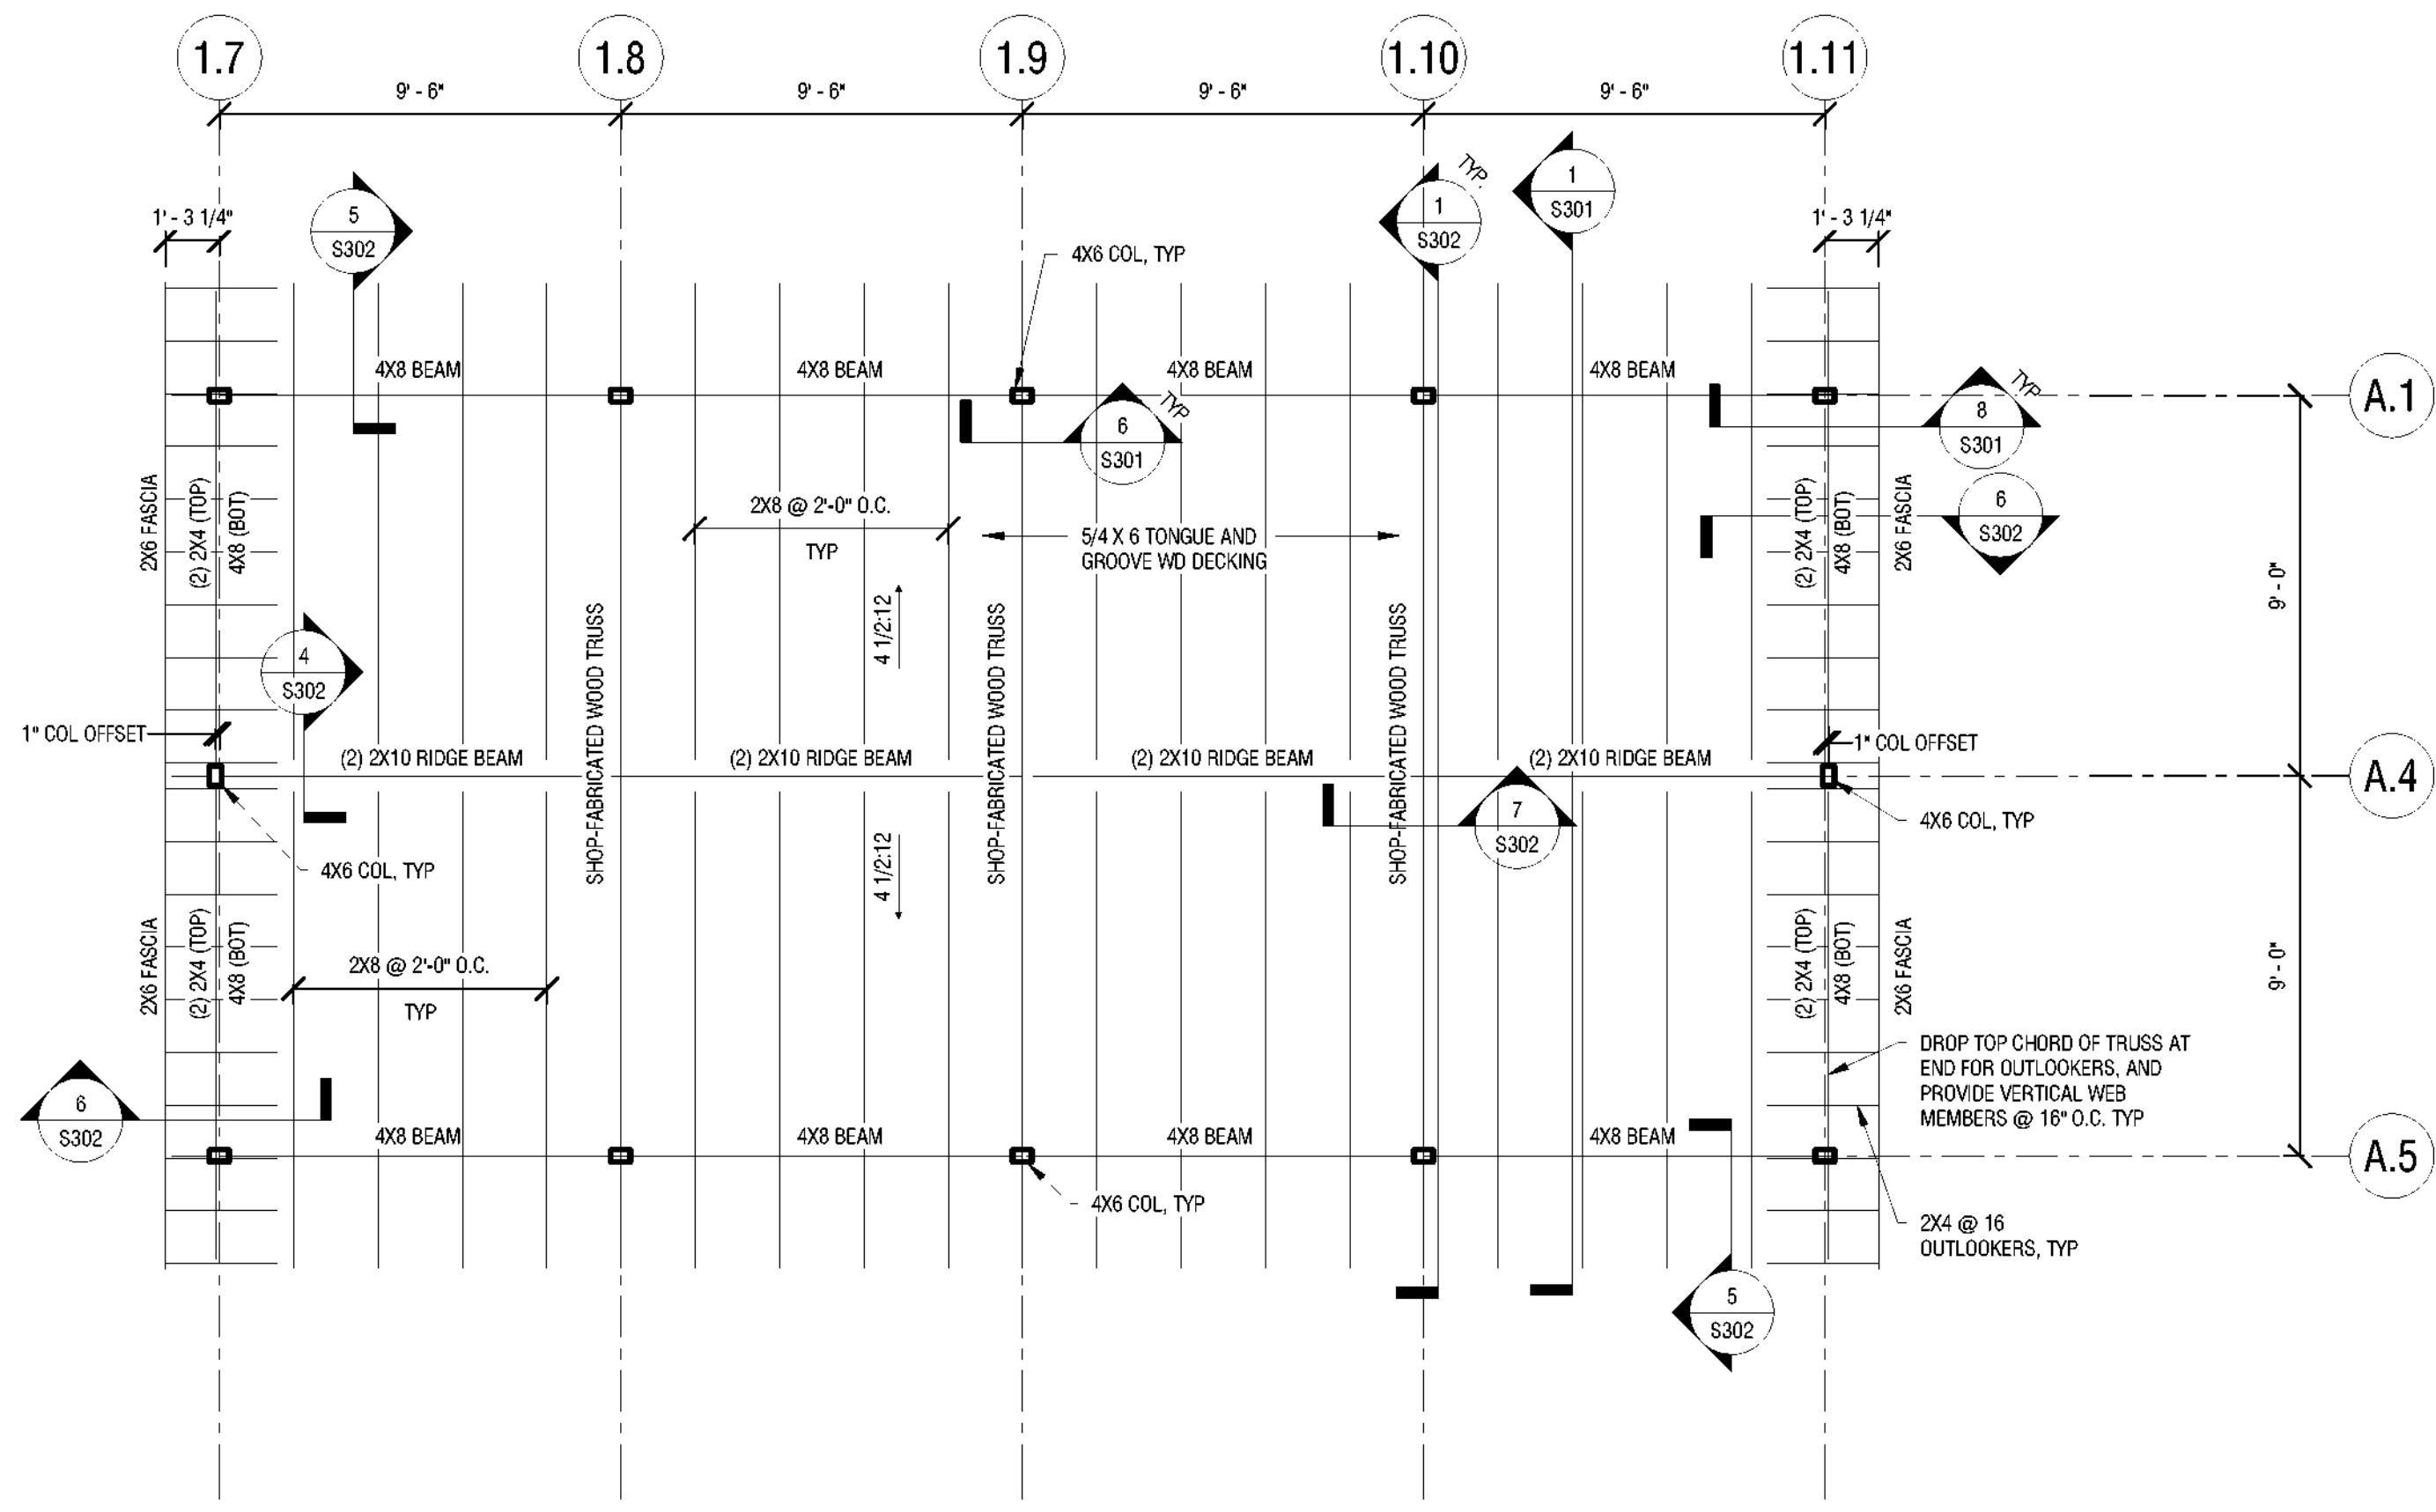 1.7
1.8
1.9
1.10
1.11
9' - 6"
9' - 6"
9' - 6"
9' - 6"
1' - 3 1/4"
5
S302
1
S302
TYP.
1
S301
1' - 3 1/4"
4X6 COL, TYP
4X8 BEAM
4X8 BEAM
4X8 BEAM
4X8 BEAM
A.1
6
S301
TYP
8
S301
TYP
2X6 FASCIA
(2) 2X4 (TOP)
4X8 (BOT)
2X8 @ 2'-0" O.C.
TYP
5/4 X 6 TONGUE AND
GROOVE WD DECKING
(2) 2X4 (TOP)
4X8 (BOT)
2X6 FASCIA
6
S302
9' - 0"
4 1/2:12
4
S302
SHOP-FABRICATED WOOD TRUSS
SHOP-FABRICATED WOOD TRUSS
SHOP-FABRICATED WOOD TRUSS
1" COL OFFSET
1" COL OFFSET
(2) 2X10 RIDGE BEAM
(2) 2X10 RIDGE BEAM
(2) 2X10 RIDGE BEAM
(2) 2X10 RIDGE BEAM
A.4
7
S302
4X6 COL, TYP
4X6 COL, TYP
4 1/2:12
2X6 FASCIA
(2) 2X4 (TOP)
4X8 (BOT)
2X8 @ 2'-0" O.C.
TYP
(2) 2X4 (TOP)
4X8 (BOT)
2X6 FASCIA
9' - 0"
DROP TOP CHORD OF TRUSS AT
END FOR OUTLOOKERS, AND
PROVIDE VERTICAL WEB
MEMBERS @ 16" O.C. TYP
6
S302
4X8 BEAM
4X8 BEAM
4X8 BEAM
4X8 BEAM
A.5
4X6 COL, TYP
2X4 @ 16
OUTLOOKERS, TYP
5
S302